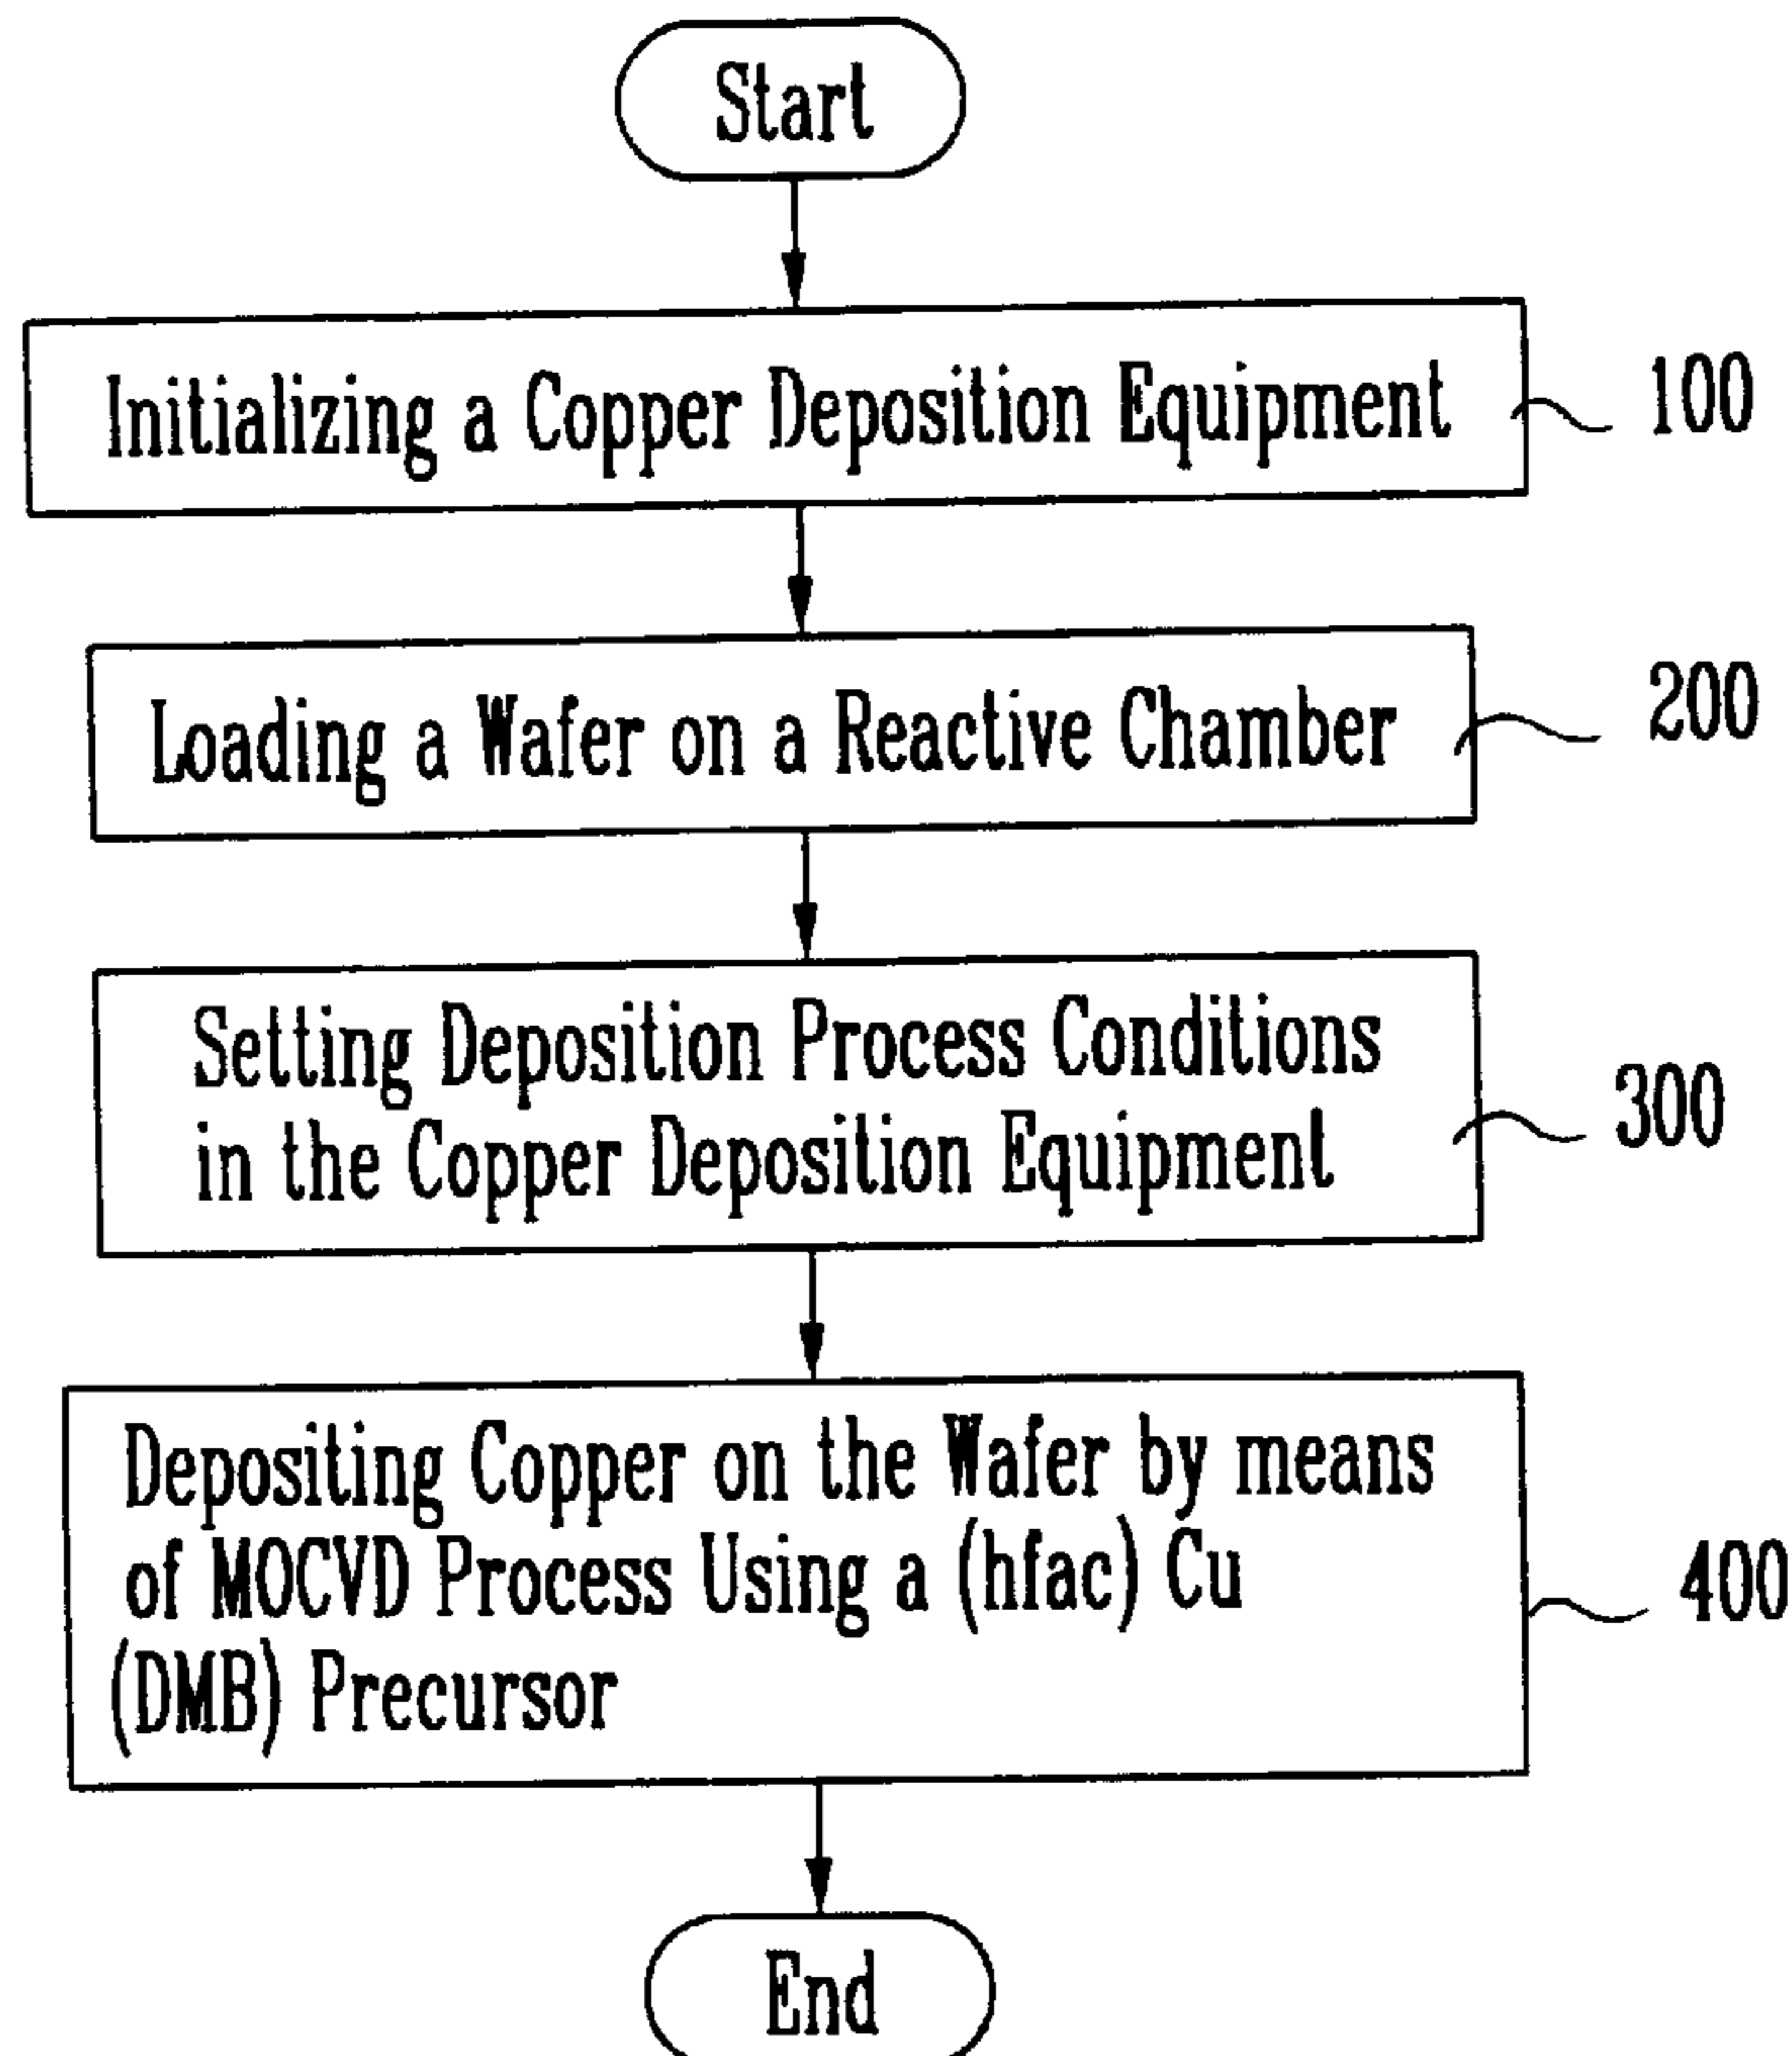 Start
Initializing a Copper Deposition Equipment
100
Loading a Wafer on a Reactive Chamber
200
Setting Deposition Process Conditions
in the Copper Deposition Equipment
300
Depositing Copper on the Wafer by means
of MOCVD Process Using a (hfac) Cu
(DMB) Precursor
400
End